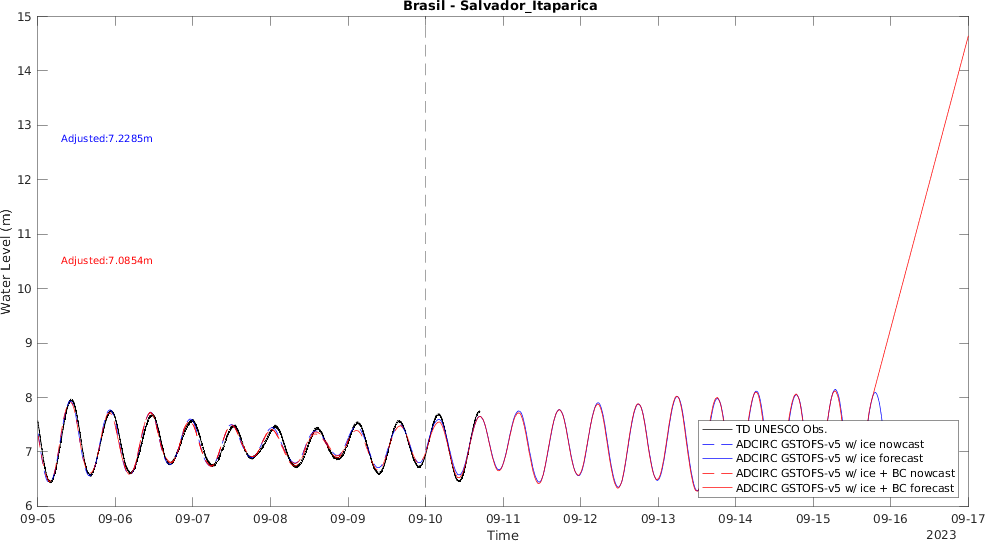 Brasil - Salvador_Itaparica
15
14
13
12
11
10
9
8
7
6
Water Level (m)
Adjusted:7.2285m
Adjusted:7.0854m
TD UNESCO Obs.
ADCIRC GSTOFS-v5 w/ ice nowcast
ADCIRC GSTOFS-v5 w/ ice forecast
ADCIRC GSTOFS-v5 w/ ice + BC nowcast
ADCIRC GSTOFS-v5 w/ ice + BC forecast
09-05 09-06 09-07 09-08 09-09 09-10 09-11 09-12 09-13 09-14 09-15 09-16 09-17
Time
2023